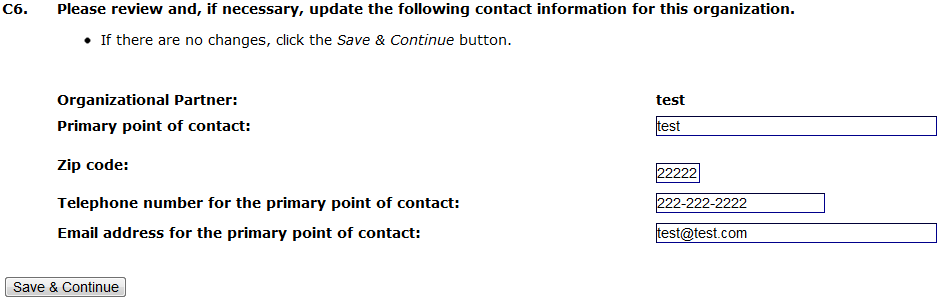 C6. Please review and, if necessary, update the following contact information for this organization.
• If there are no changes, click the Save & Continue button.
Organizational Partner: test
Primary point of contact: test
Zip code: 22222
Telephone number for the primary point of contact: 222-222-2222
Email address for the primary point of contact: test@test.com
Save & Continue